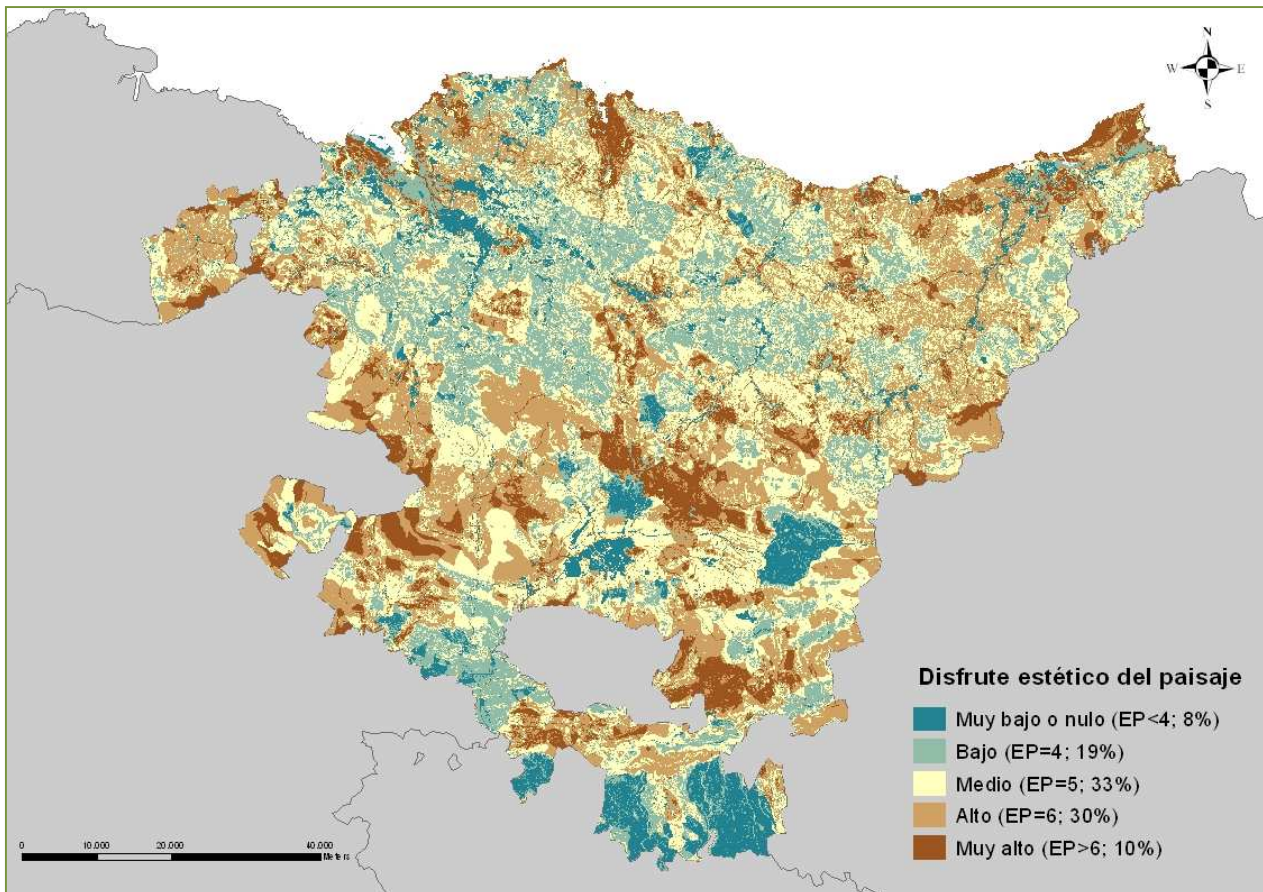 N
W E
S
Disfrute estético del paisaje
Muy bajo o nulo (EP<4; 8%)
Bajo (EP=4; 19%)
Medio (EP=5; 33%)
Alto (EP=6; 30%)
Muy alto (EP>6; 10%)
0 10.000 20.000 40.000
Meters